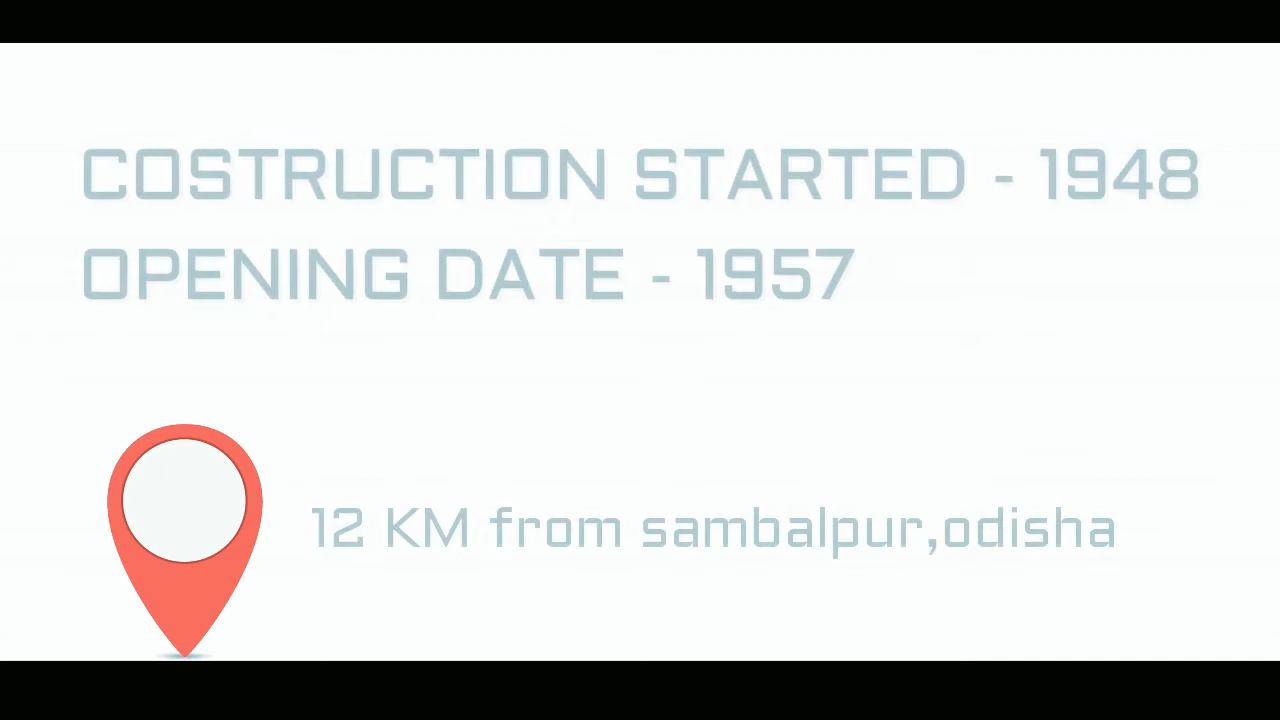 COSTRUCTION STARTED - 1948
OPENING DATE - 1957
12 KM from sambalpur,odisha